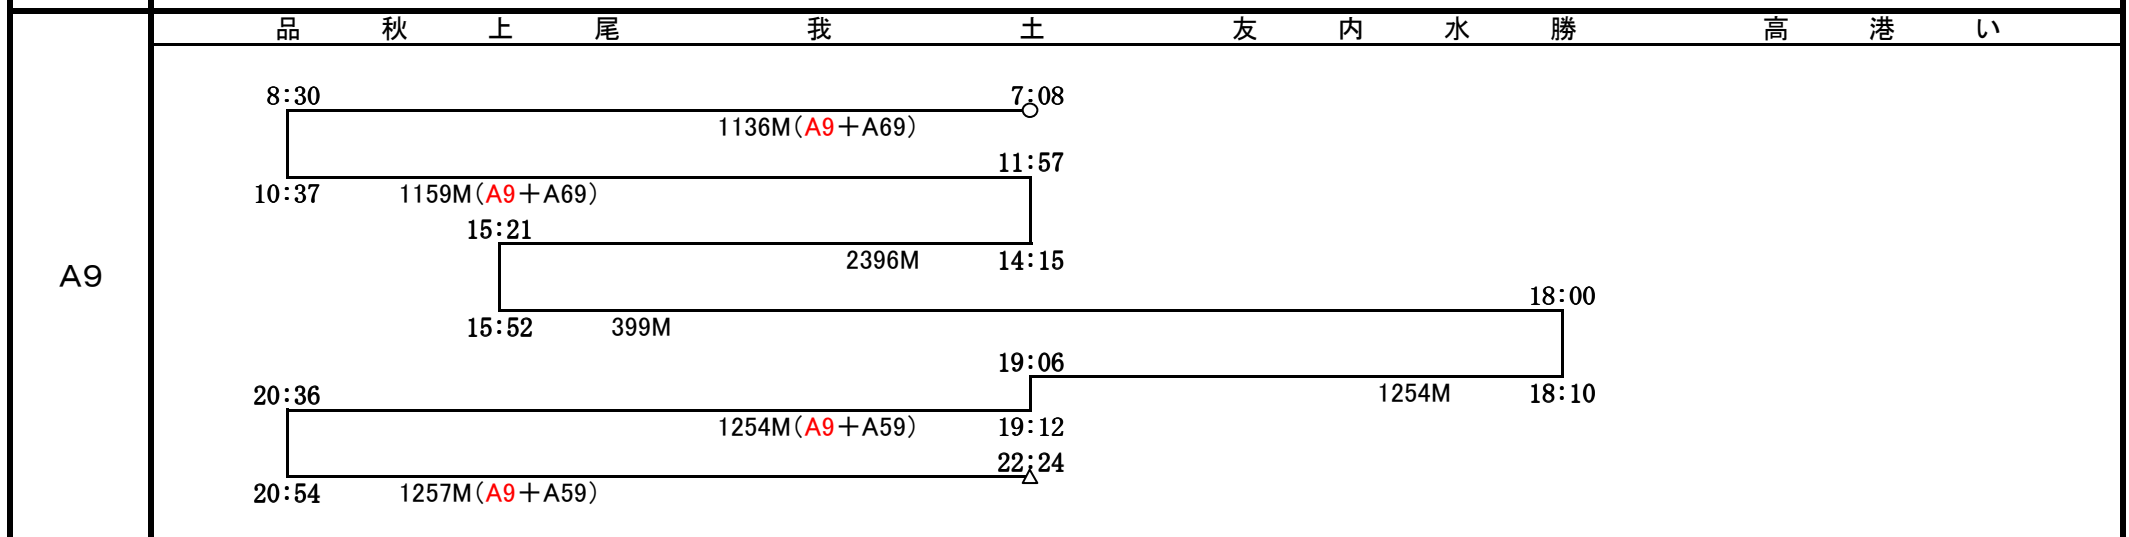 品 秋 上 尾 我 土 友 内 水 勝 高 港 い
8:30 7:08
1136M(A9+A69)
11:57
10:37 1159M(A9+A69)
15:21
2396M 14:15
A9
18:00
15:52 399M
19:06
20:36 1254M 18:10
1254M(A9+A59) 19:12
22:24
20:54 1257M(A9+A59)